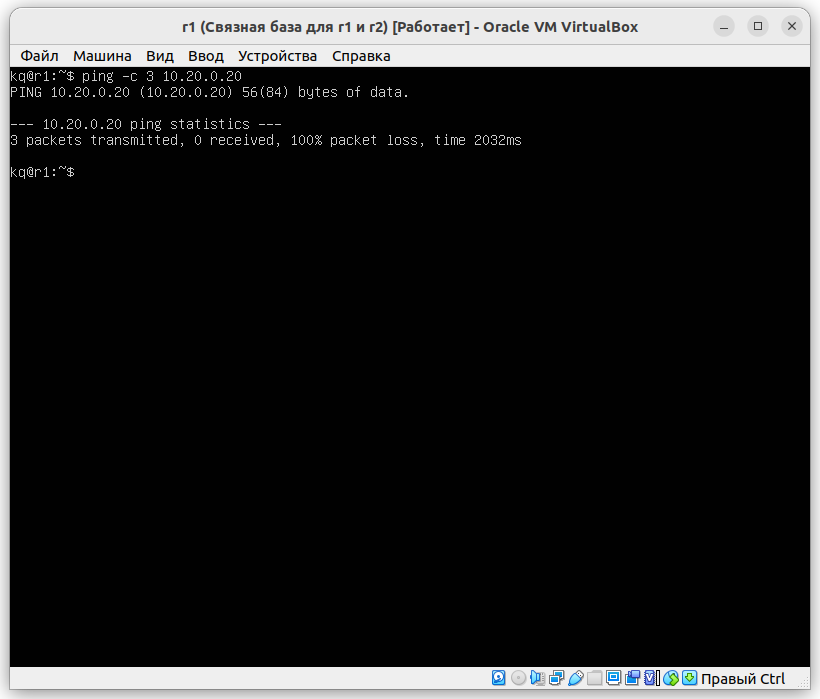 r1 (Связная база для r1 и r2) [Работает] - Oracle VM VirtualBox
Файл Машина Вид Ввод Устройства Справка
kq@r1:~$ ping -c 3 10.20.0.20
PING 10.20.0.20 (10.20.0.20) 56(84) bytes of data.
--- 10.20.0.20 ping statistics ---
3 packets transmitted, 0 received, 100% packet loss, time 2032ms
kq@r1:~$
Правый Ctrl